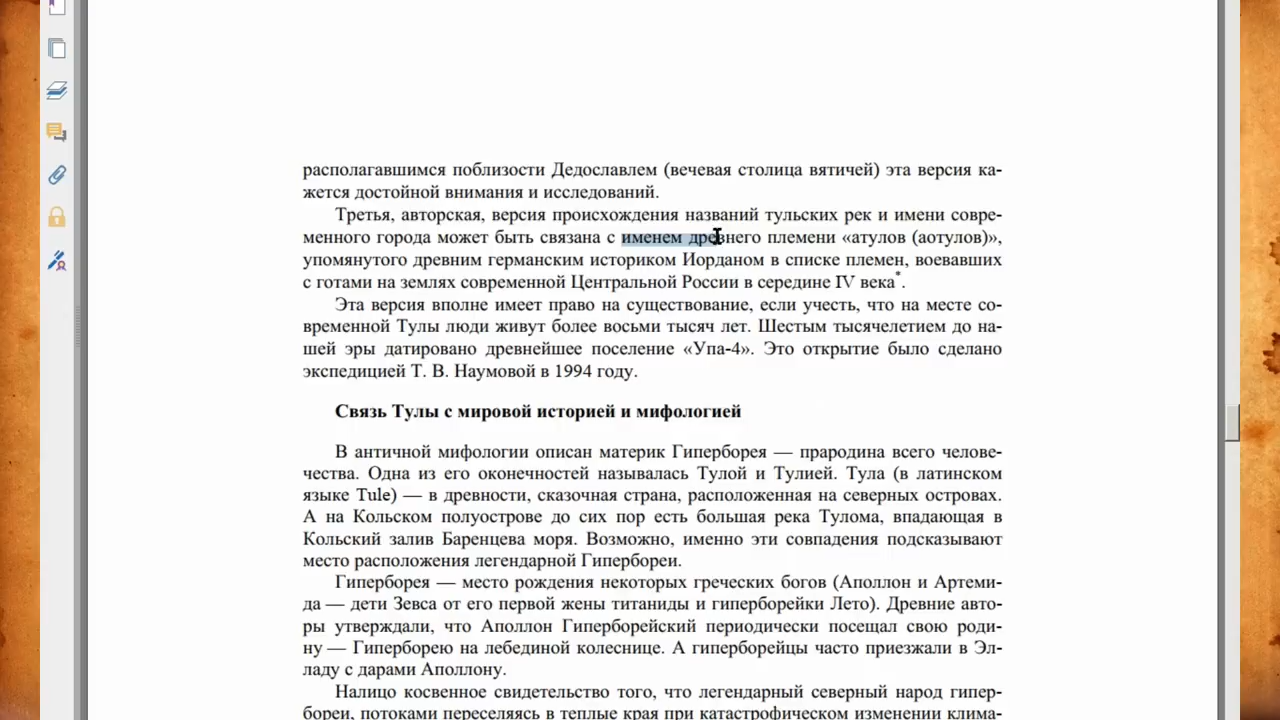 располагавшимся поблизости Дедославлем (вечевая столица вятичей) эта версия ка-
жется достойной внимания и исследований.
Третья, авторская, версия происхождения названий тульских рек и имени совре-
менного города может быть связана с именем древнего племени «атулов (аотулов)»,
упомянутого древним германским историком Иорданом в списке племен, воевавших
с готами на землях современной Центральной России в середине IV века*.
Эта версия вполне имеет право на существование, если учесть, что на месте со-
временной Тулы люди живут более восьми тысяч лет. Шестым тысячелетием до на-
шей эры датировано древнейшее поселение «Упа-4». Это открытие было сделано
экспедицией Т. В. Наумовой в 1994 году.
Связь Тулы с мировой историей и мифологией
В античной мифологии описан материк Гиперборея — прародина всего челове-
чества. Одна из его оконечностей называлась Тулой и Тулией. Тула (в латинском
языке Tule) — в древности, сказочная страна, расположенная на северных островах.
А на Кольском полуострове до сих пор есть большая река Тулома, впадающая в
Кольский залив Баренцева моря. Возможно, именно эти совпадения подсказывают
место расположения легендарной Гипербореи.
Гиперборея — место рождения некоторых греческих богов (Аполлон и Артеми-
да — дети Зевса от его первой жены титаниды и гиперборейки Лето). Древние авто-
ры утверждали, что Аполлон Гиперборейский периодически посещал свою роди-
ну — Гиперборею на лебединой колеснице. А гиперборейцы часто приезжали в Эл-
ладу с дарами Аполлону.
Налицо косвенное свидетельство того, что легендарный северный народ гипер-
бореи, потоками переселяясь в теплые края при катастрофическом изменении клима-